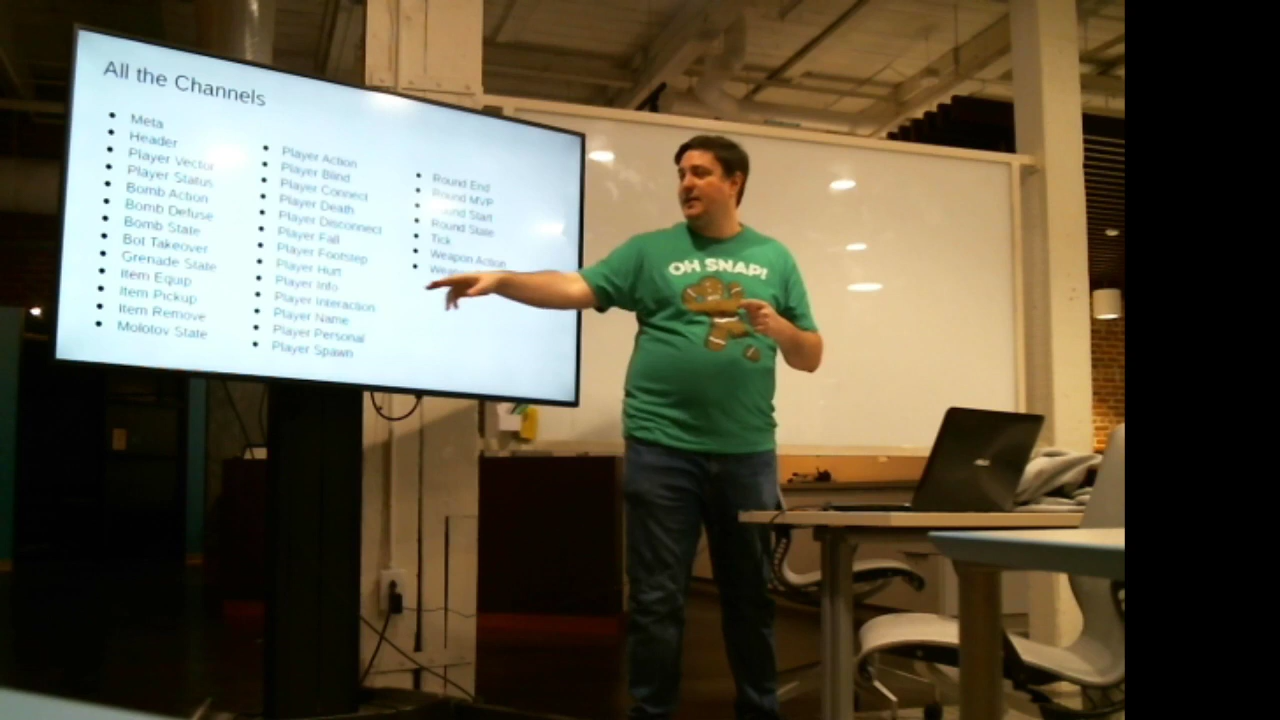 All the Channels
Meta
Header
Player Vector
Player Status
Bomb Action
Bomb Defuse
Bomb State
Bot Takeover
Grenade State
Item Equip
Item Pickup
Item Remove
Molotov State
Player Action
Player Blind
Player Connect
Player Death
Player Disconnect
Player Fall
Player Footstep
Player Hurt
Player Info
Player Interaction
Player Name
Player Personal
Player Spawn
Round End
Round MVP
Start
Round State
Tick
Weapon Action
OH SNAP!